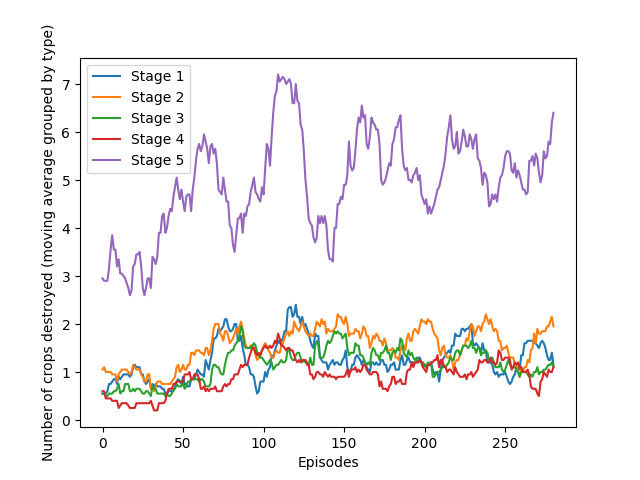 Number of crops destroyed (moving average grouped by type)
7
6
5
4
3
2
1
0
Stage 1
Stage 2
Stage 3
Stage 4
Stage 5
0 50 100 150 200 250
Episodes